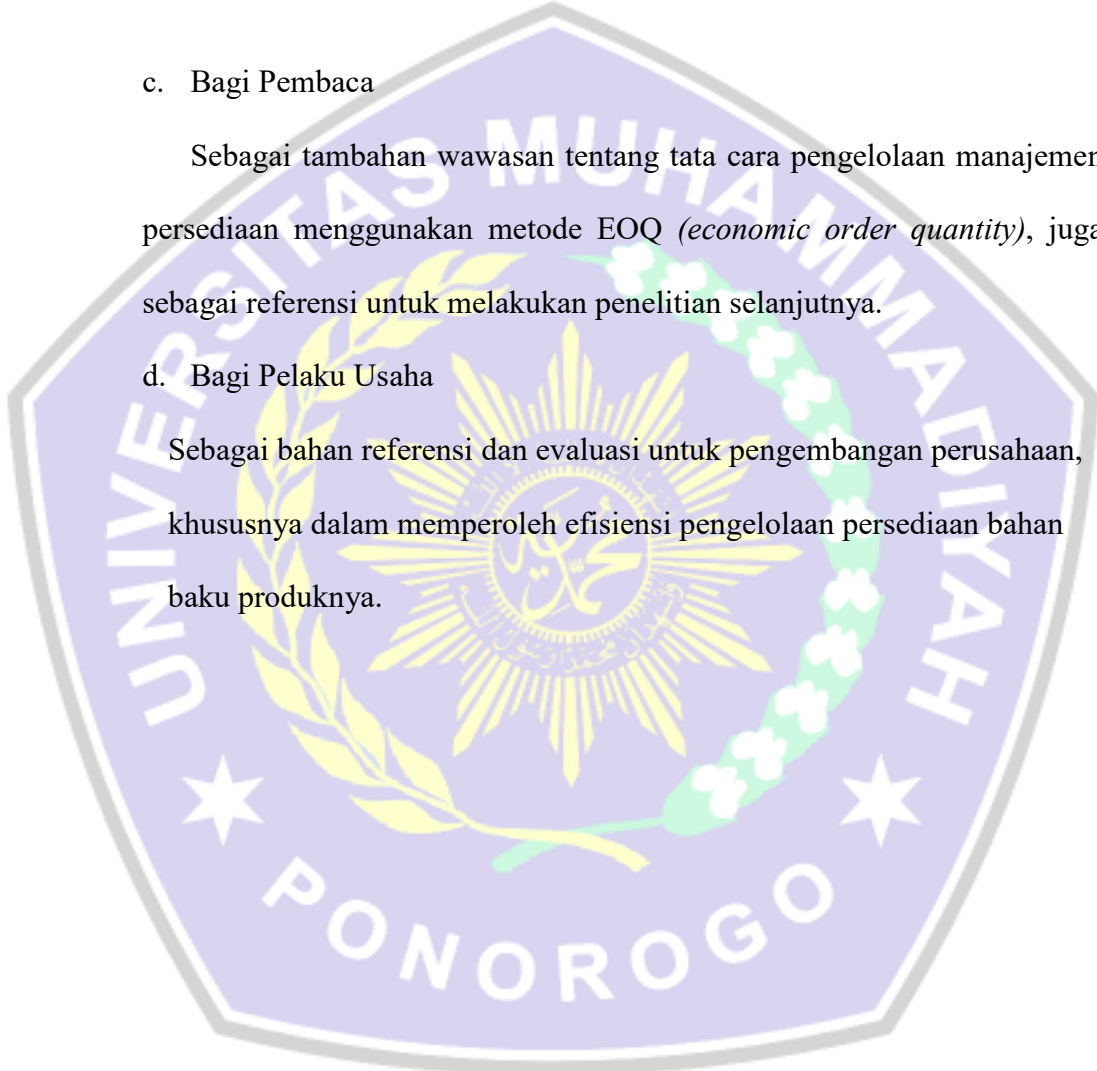 c. Bagi Pembaca
Sebagai tambahan wawasan tentang tata cara pengelolaan manajemen
persediaan menggunakan metode EOQ (economic order quantity), juga
sebagai referensi untuk melakukan penelitian selanjutnya.
d. Bagi Pelaku Usaha
Sebagai bahan referensi dan evaluasi untuk pengembangan perusahaan,
khususnya dalam memperoleh efisiensi pengelolaan persediaan bahan
baku produknya.
UNIVERSITAS MUHAMMADIYAH
PONOROGO